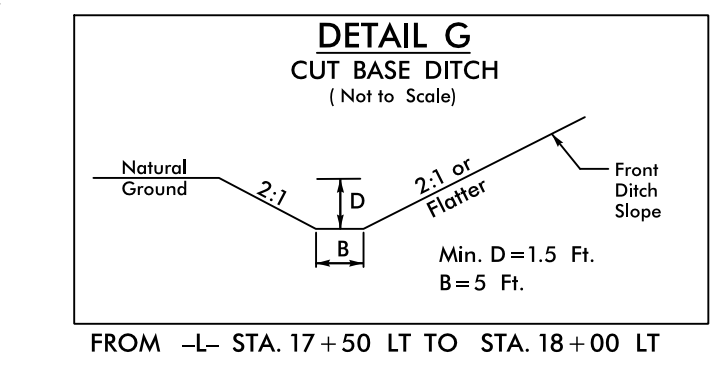 DETAIL G
CUT BASE DITCH
( Not to Scale)
Natural
Ground
2:1
D
2:1 or
Flatter
Front
Ditch
Slope
B
Min. D=1.5 Ft.
B=5 Ft.
FROM -L- STA. 17+50 LT TO STA. 18+00 LT